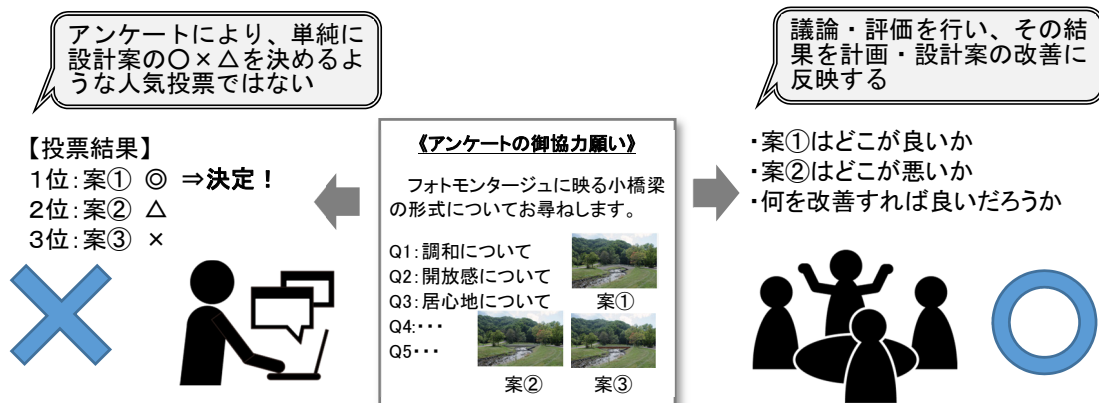 アンケートにより、単純に
設計案の〇×△を決めるよ
うな人気投票ではない
【投票結果】
1位：案① ◎ ⇒決定！
2位：案② △
3位：案③ ×
《アンケートの御協力願い》
フォトモンタージュに映る小橋梁
の形式についてお尋ねします。
Q1：調和について
Q2：開放感について
Q3：居心地について
Q4：・・・
Q5・・・
案①
案②
案③
議論・評価を行い、その結
果を計画・設計案の改善に
反映する
・案①はどこが良いか
・案②はどこが悪いか
・何を改善すれば良いだろうか